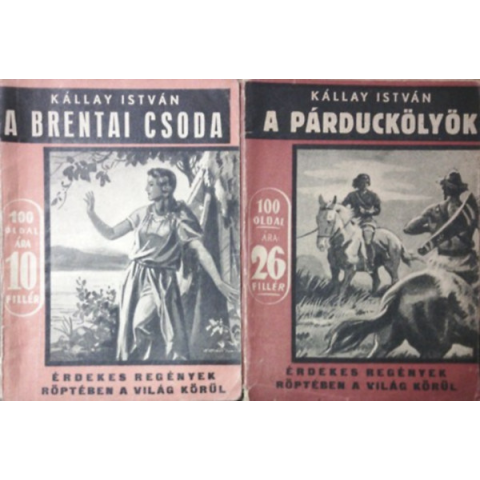 KÁLLAY ISTVÁN
A BRENTAI CSODA
100
OLDAL
ÁRA
10
FILLÉR
ÉRDEKES REGÉNYEK
RÖPTÉBEN A VILÁG KÖRÜL
KÁLLAY ISTVÁN
A PÁRDUCKÖLYÖK
100
OLDAL
ÁRA
26
FILLÉR
ÉRDEKES REGÉNYEK
RÖPTÉBEN A VILÁG KÖRÜL